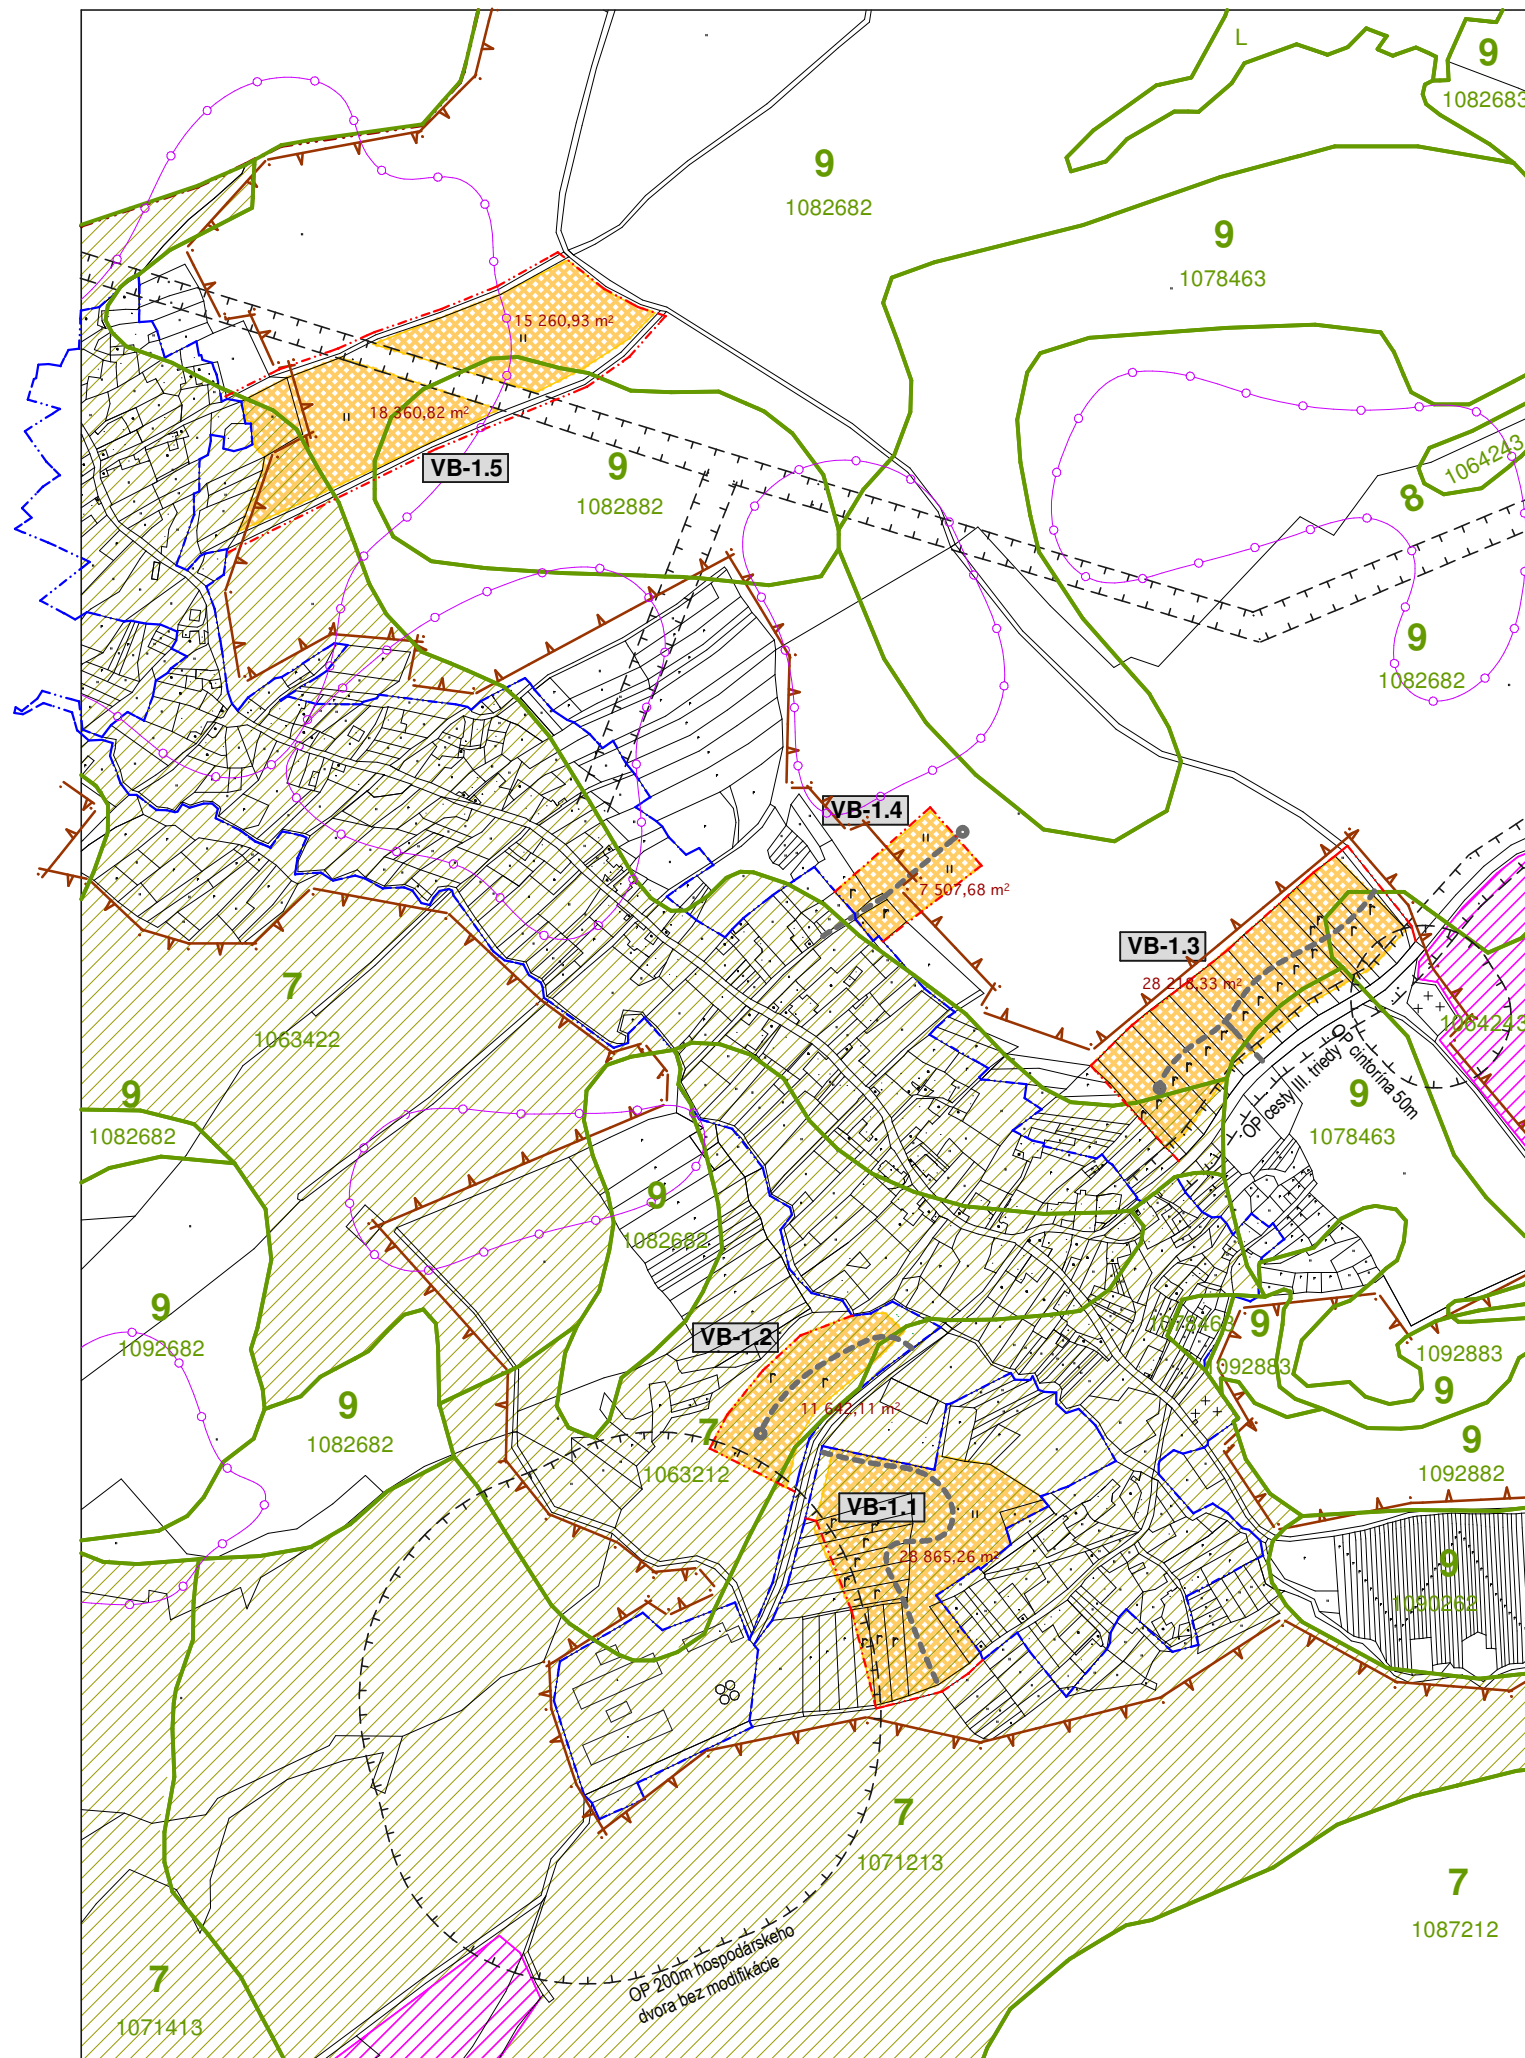 L
9
1082683
9
1082682
9
1078463
15 260,93 m²
18 360,82 m²
VB-1.5
9
1082882
1064243
8
9
1082682
VB-1.4
7 507,68 m²
VB-1.3
28 218,33 m²
7
1063422
1064243
OP cintorína 50m
OP cesty III. triedy
9
1078463
9
1082682
9
1082682
9
1092682
VB-1.2
1078463
9
1092883
1092883
9
9
1082682
11 642,11 m²
7
1063212
9
1092882
VB-1.1
28 865,26 m²
9
1090262
7
1071213
7
1087212
OP 200m hospodárskeho
dvora bez modifikácie
7
1071413